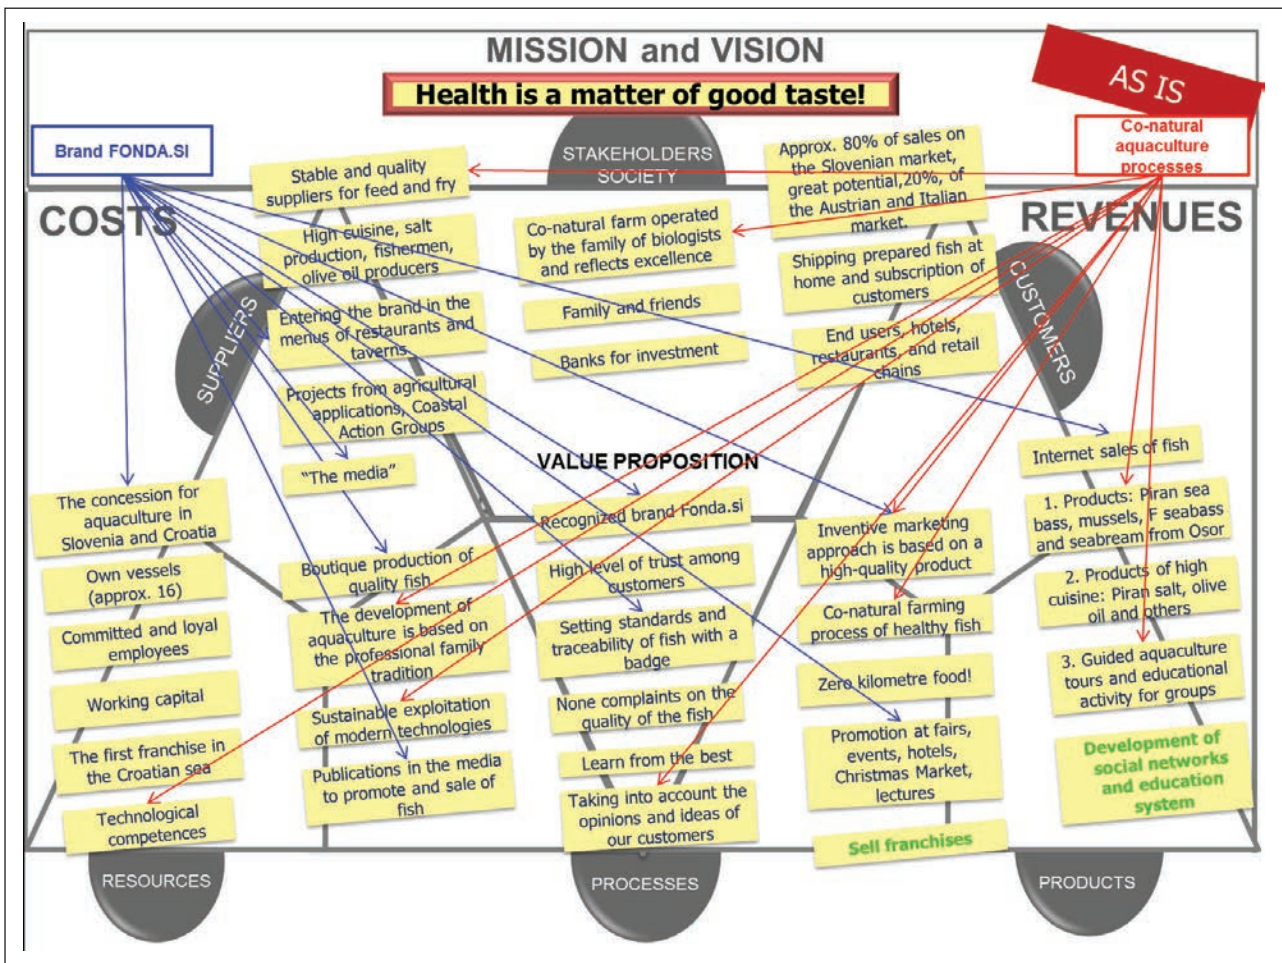 MISSION and VISION
Health is a matter of good taste!
AS IS
Brand FONDA.SI
Co-natural
aquaculture
processes
STAKEHOLDERS
SOCIETY
COSTS
REVENUES
SUPPLIERS
CUSTOMERS
Stable and quality
suppliers for feed and fry
High cuisine, salt
production, fishermen,
olive oil producers
Entering the brand in the
menus of restaurants and
taverns
Projects from agricultural
applications, Coastal
Action Groups
“The media”
Co-natural farm operated
by the family of biologists
and reflects excellence
Family and friends
Banks for investment
Approx. 80% of sales on
the Slovenian market,
great potential,20%, of
the Austrian and Italian
market.
Shipping prepared fish at
home and subscription of
customers
End users, hotels,
restaurants, and retail
chains
VALUE PROPOSITION
The concession for
aquaculture in
Slovenia and Croatia
Own vessels
(approx. 16)
Committed and loyal
employees
Working capital
The first franchise in
the Croatian sea
Technological
competences
Boutique production of
quality fish
The development of
aquaculture is based on
the professional family
tradition
Sustainable exploitation
of modern technologies
Publications in the media
to promote and sale of
fish
Recognized brand Fonda.si
High level of trust among
customers
Setting standards and
traceability of fish with a
badge
None complaints on the
quality of the fish
Learn from the best
Taking into account the
opinions and ideas of
our customers
Inventive marketing
approach is based on a
high-quality product
Co-natural farming
process of healthy fish
Zero kilometre food!
Promotion at fairs,
events, hotels,
Christmas Market,
lectures
Sell franchises
Internet sales of fish
1. Products: Piran sea
bass, mussels, F seabass
and seabream from Osor
2. Products of high
cuisine: Piran salt, olive
oil and others
3. Guided aquaculture
tours and educational
activity for groups
Development of
social networks
and education
system
RESOURCES
PROCESSES
PRODUCTS